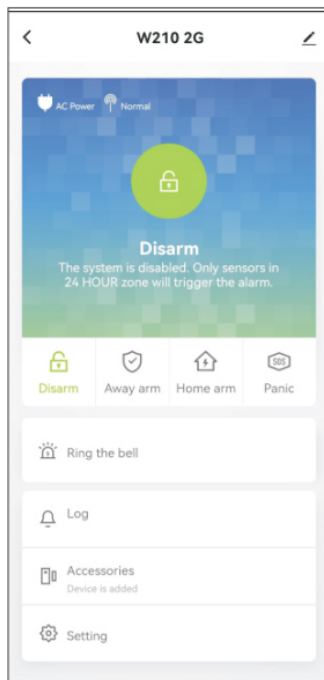 W210 2G
AC Power Normal
Disarm
The system is disabled. Only sensors in
24 HOUR zone will trigger the alarm.
Disarm Away arm Home arm Panic
SOS
Ring the bell
Log
Accessories
Device is added
Setting